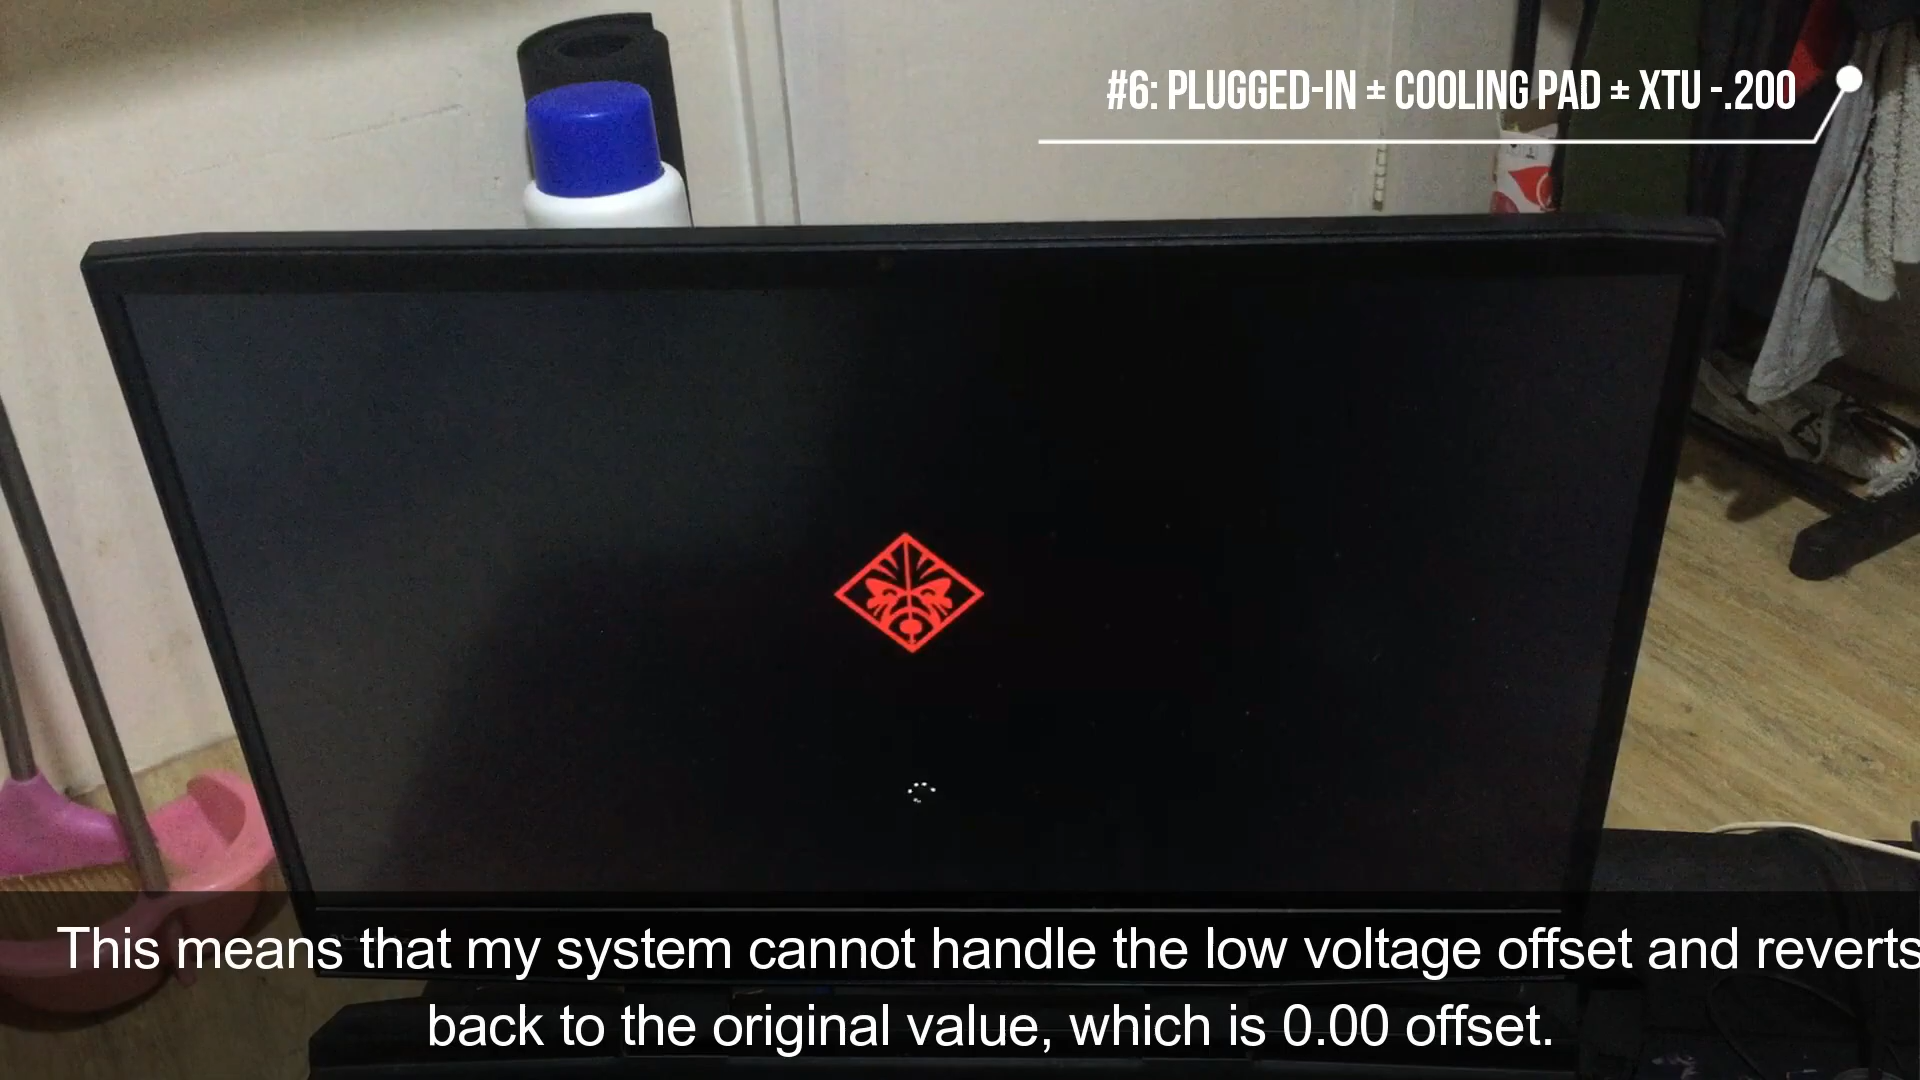 #6: PLUGGED-IN ± COOLING PAD ± XTU -.200
This means that my system cannot handle the low voltage offset and reverts
back to the original value, which is 0.00 offset.